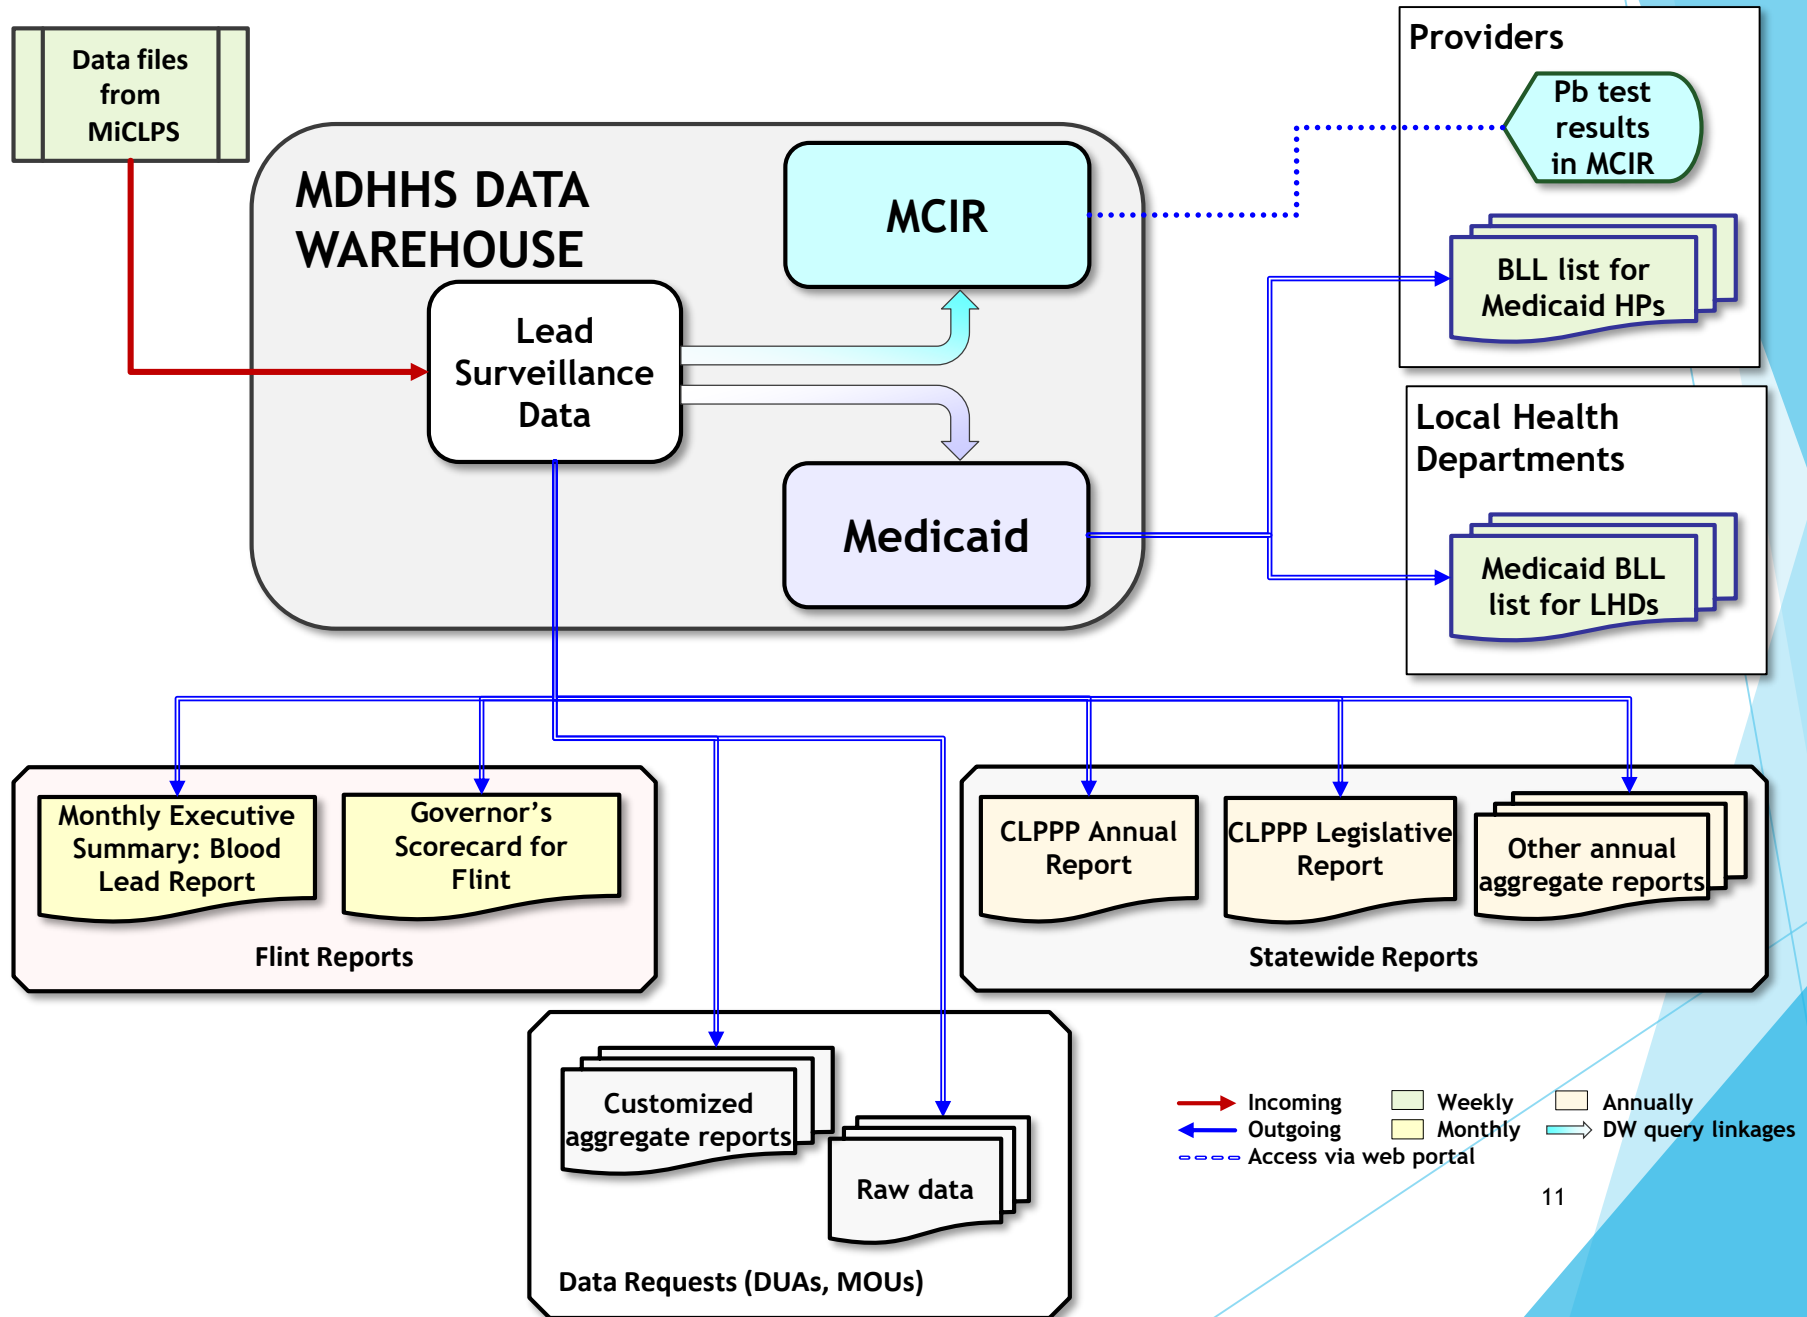 Data files
from
MiCLPS
MDHHS DATA
WAREHOUSE
MCIR
Lead
Surveillance
Data
Medicaid
Providers
Pb test
results
in MCIR
BLL list for
Medicaid HPs
Local Health
Departments
Medicaid BLL
list for LHDs
Monthly Executive
Summary: Blood
Lead Report
Governor’s
Scorecard for
Flint
Flint Reports
CLPPP Annual
Report
CLPPP Legislative
Report
Other annual
aggregate reports
Statewide Reports
Customized
aggregate reports
Raw data
Data Requests (DUAs, MOUs)
Incoming
Weekly
Annually
Outgoing
Monthly
DW query linkages
Access via web portal
11